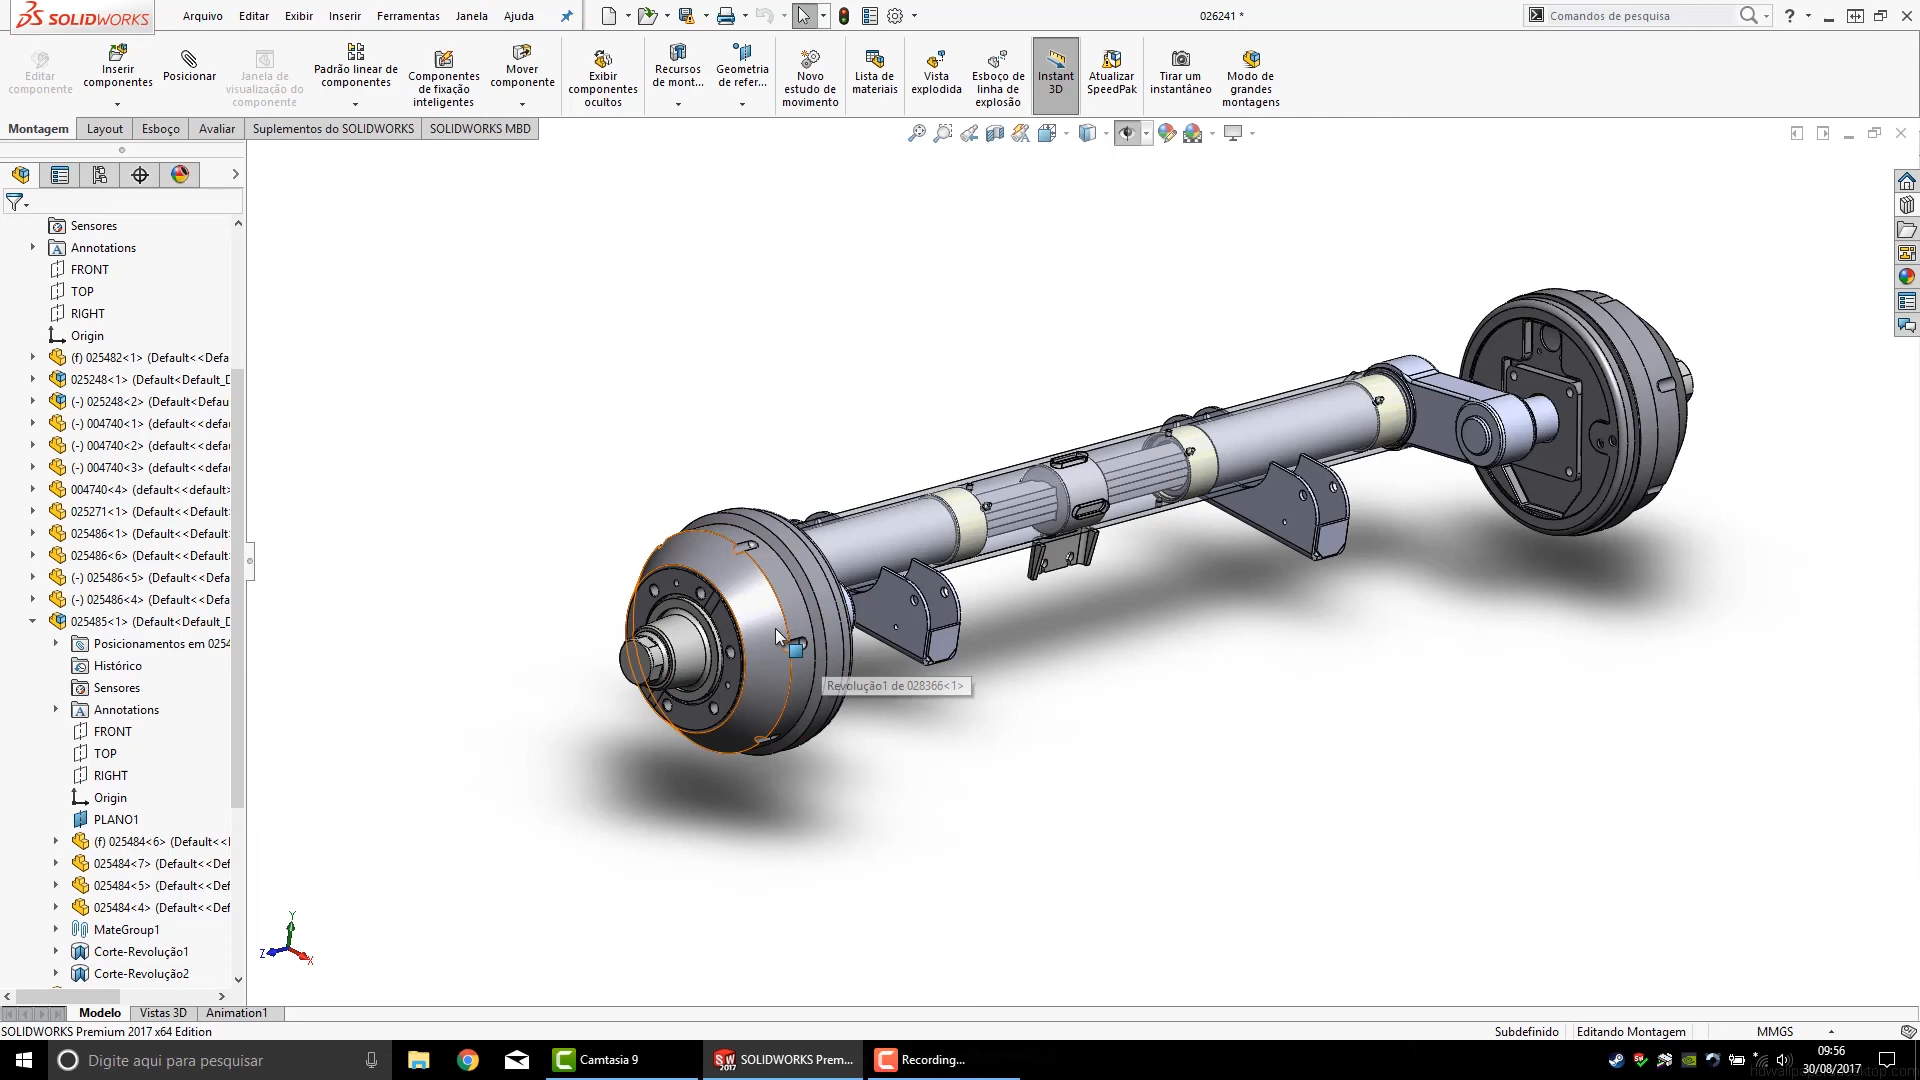 SOLIDWORKS
Arquivo Editar Exibir Inserir Ferramentas Janela Ajuda
026241 *
Comandos de pesquisa
Editar componente
Inserir componentes
Posicionar
Janela de visualização do componente
Padrão linear de componentes
Componentes de fixação inteligentes
Mover componente
Exibir componentes ocultos
Recursos de mont...
Geometria de refer...
Novo estudo de movimento
Lista de materiais
Vista explodida
Esboço de linha de explosão
Instant 3D
Atualizar SpeedPak
Tirar um instantâneo
Modo de grandes montagens
Montagem Layout Esboço Avaliar Suplementos do SOLIDWORKS SOLIDWORKS MBD
Sensores
Annotations
FRONT
TOP
RIGHT
Origin
(f) 025482<1> (Default<<Defa
025248<1> (Default<Default_D
(-) 025248<2> (Default<Defau
(-) 004740<1> (default<<defa
(-) 004740<2> (default<<defa
(-) 004740<3> (default<<defa
004740<4> (default<<default>
025271<1> (Default<<Default
025486<1> (Default<<Default
025486<6> (Default<<Default
(-) 025486<5> (Default<<Defa
(-) 025486<4> (Default<<Defa
025485<1> (Default<Default_D
Posicionamentos em 0254
Histórico
Sensores
Annotations
FRONT
TOP
RIGHT
Origin
PLANO1
(f) 025484<6> (Default<<I
025484<7> (Default<<Def
025484<5> (Default<<Def
025484<4> (Default<<Def
MateGroup1
Corte-Revolução1
Corte-Revolução2
Revolução1 de 028366<1>
Y
Z
X
Modelo Vistas 3D Animation1
SOLIDWORKS Premium 2017 x64 Edition
Subdefinido Editando Montagem MMGS
Digite aqui para pesquisar
Camtasia 9
SOLIDWORKS Prem...
Recording...
09:56
30/08/2017